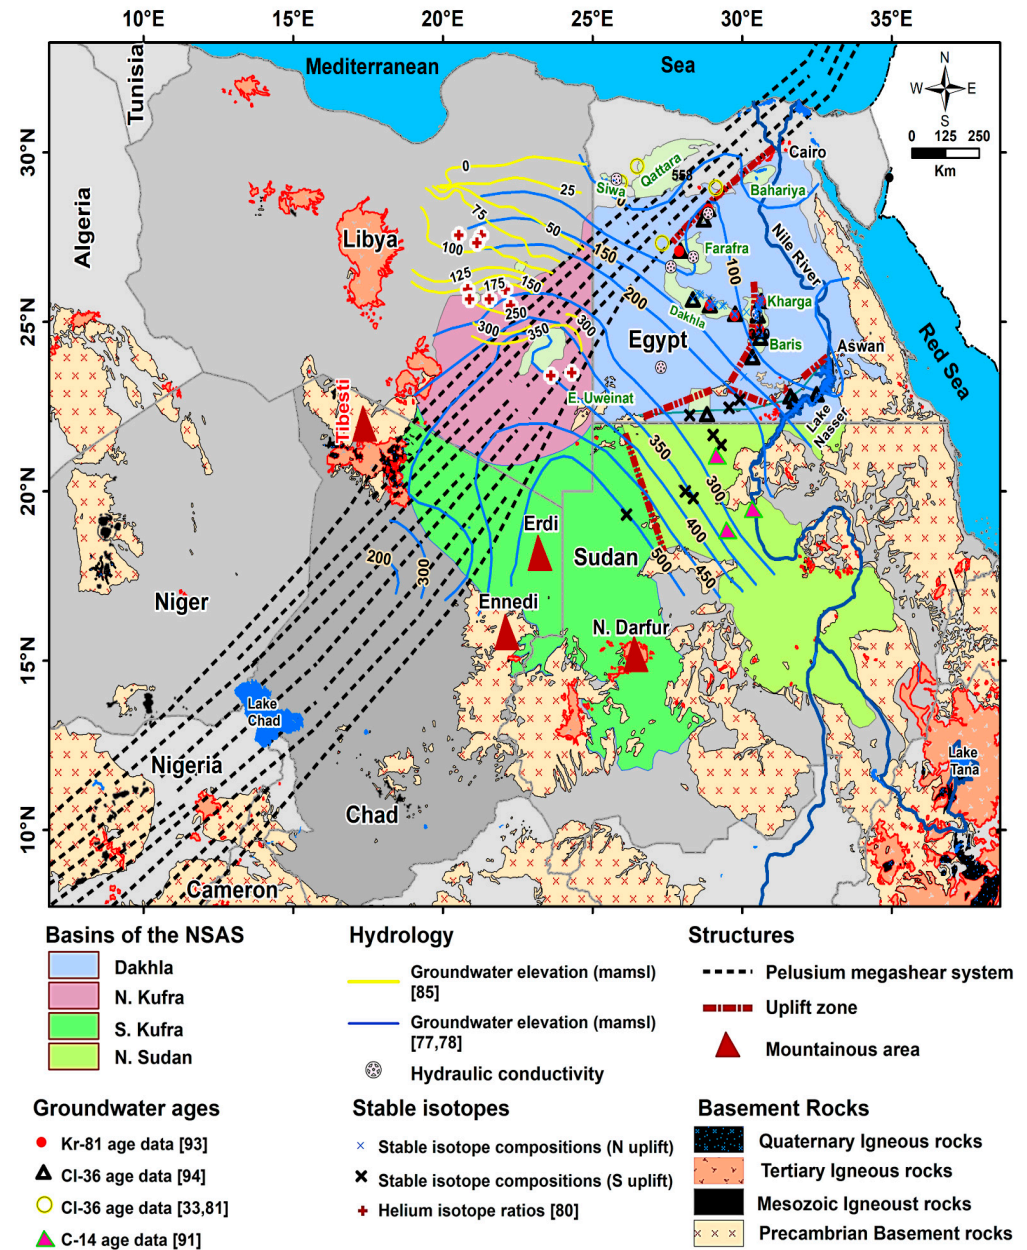 10°E 15°E 20°E 25°E 30°E 35°E
30°N
25°N
20°N
15°N
10°N
Tunisia
Mediterranean
Sea
N
W E
S
0 125 250
Km
Algeria
Libya
Cairo
Qattara
558
Siwa
Bahariya
Nile River
Farafra
Kharga
Dakhla
Egypt
Baris
Aswan
Red Sea
E. Uweinat
Lake
Nasser
Tibesti
0
25
75
50
100
150
125
175
150
200
100
250
300
350
300
350
300
400
450
500
200
300
Erdi
Sudan
Ennedi
N. Darfur
Niger
Lake
Chad
Nigeria
Chad
Cameron
Lake
Tana
Basins of the NSAS
Dakhla
N. Kufra
S. Kufra
N. Sudan
Hydrology
Groundwater elevation (mamsl)
[85]
Groundwater elevation (mamsl)
[77,78]
Hydraulic conductivity
Structures
Pelusium megashear system
Uplift zone
Mountainous area
Groundwater ages
Kr-81 age data [93]
Cl-36 age data [94]
Cl-36 age data [33,81]
C-14 age data [91]
Stable isotopes
Stable isotope compositions (N uplift)
Stable isotope compositions (S uplift)
Helium isotope ratios [80]
Basement Rocks
Quaternary Igneous rocks
Tertiary Igneous rocks
Mesozoic Igneoust rocks
Precambrian Basement rocks